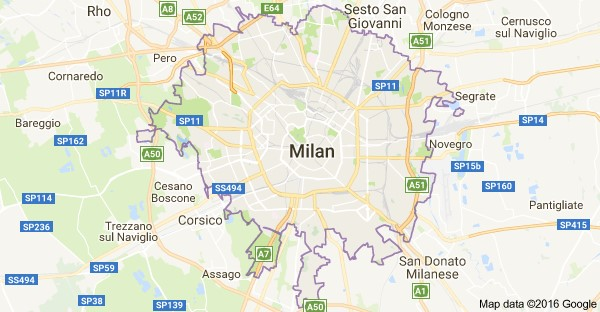 Rho
A8
A52
E64
Sesto San
Giovanni
Cologno
Monzese
Cernusco
sul Naviglio
A51
Pero
Cornaredo
SP11R
SP11
Segrate
Bareggio
SP11
SP14
SP162
A50
Milan
Novegro
SP15b
Cesano
Boscone
SS494
A51
SP160
SP114
Pantigliate
Corsico
SP236
Trezzano
sul Naviglio
SP415
A7
San Donato
Milanese
SP59
Assago
SS494
A1
SP38
SP139
A50
Map data ©2016 Google